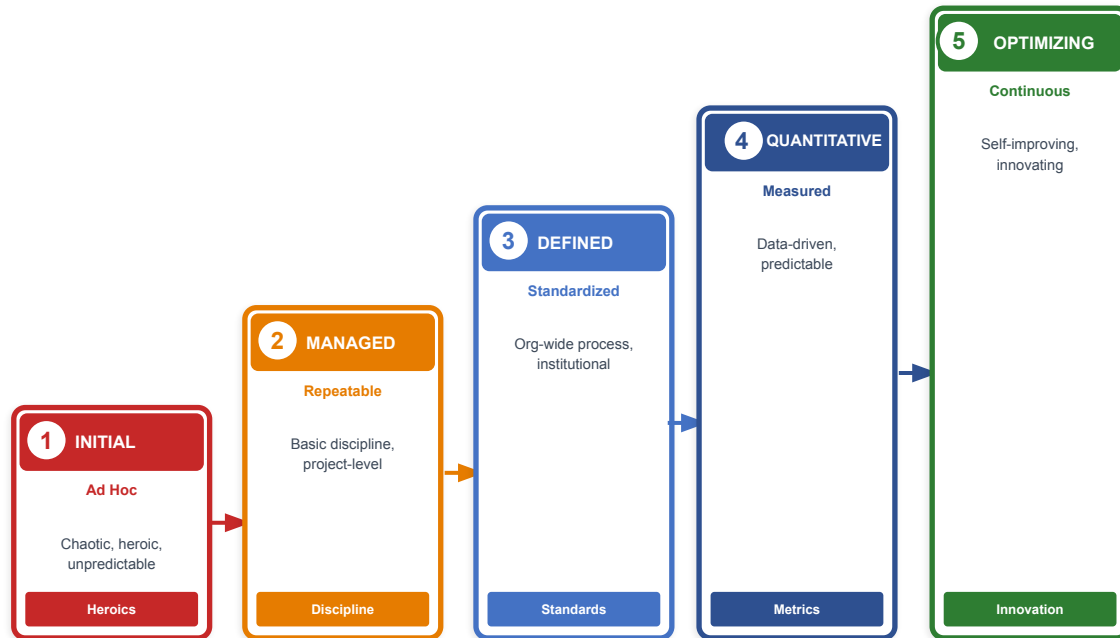 1
INITIAL
Ad Hoc
Chaotic, heroic,
unpredictable
Heroics
2
MANAGED
Repeatable
Basic discipline,
project-level
Discipline
3
DEFINED
Standardized
Org-wide process,
institutional
Standards
4
QUANTITATIVE
Measured
Data-driven,
predictable
Metrics
5
OPTIMIZING
Continuous
Self-improving,
innovating
Innovation